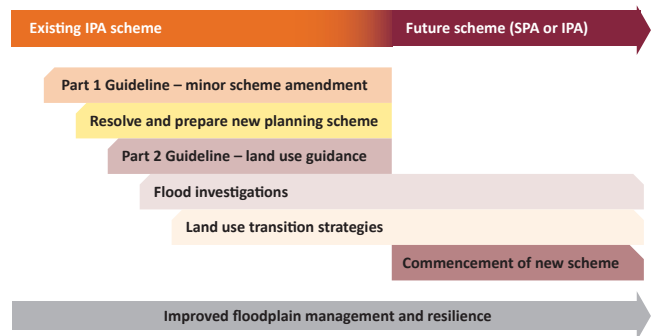 Existing IPA scheme
Future scheme (SPA or IPA)
Part 1 Guideline – minor scheme amendment
Resolve and prepare new planning scheme
Part 2 Guideline – land use guidance
Flood investigations
Land use transition strategies
Commencement of new scheme
Improved floodplain management and resilience